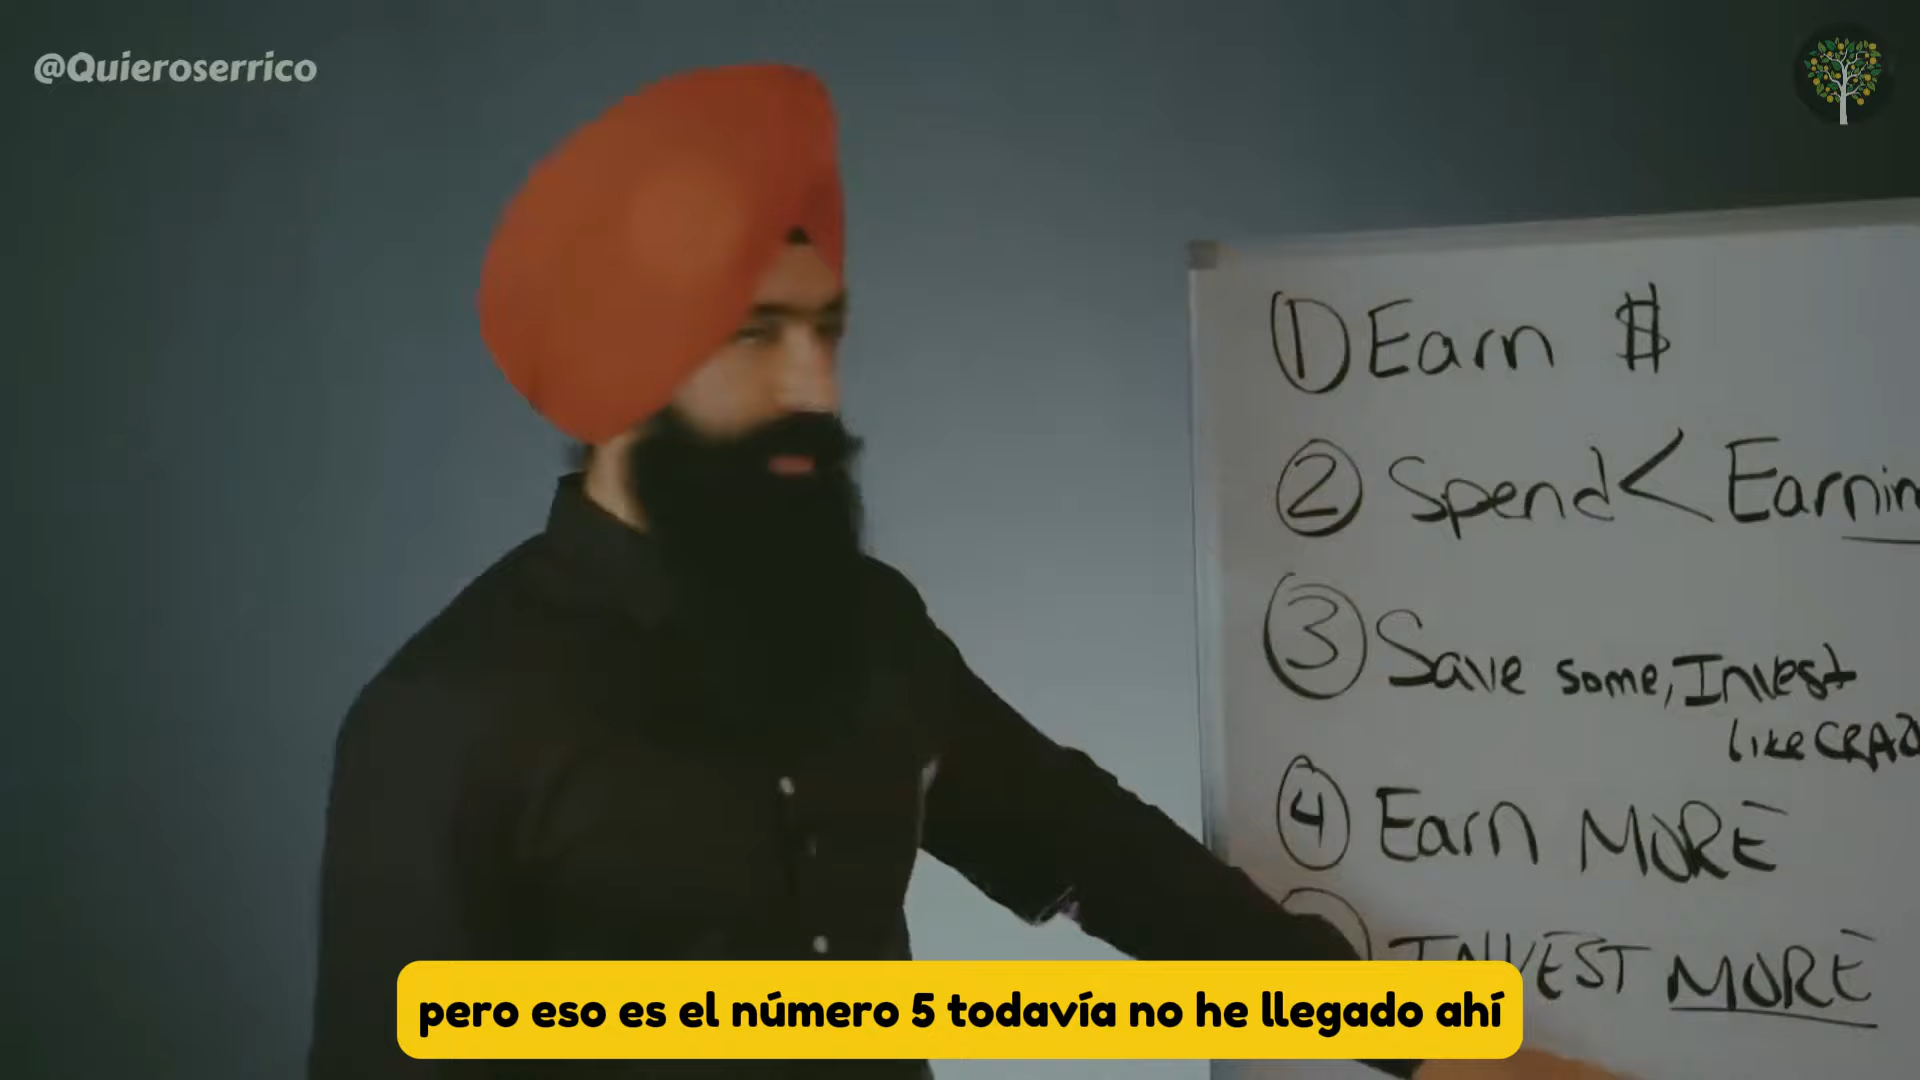 @Quieroserrico
① Earn $
② Spend < Earnin
③ Save some, Invest
like CRAZ
④ Earn MORE
INVEST MORE
pero eso es el número 5 todavía no he llegado ahí